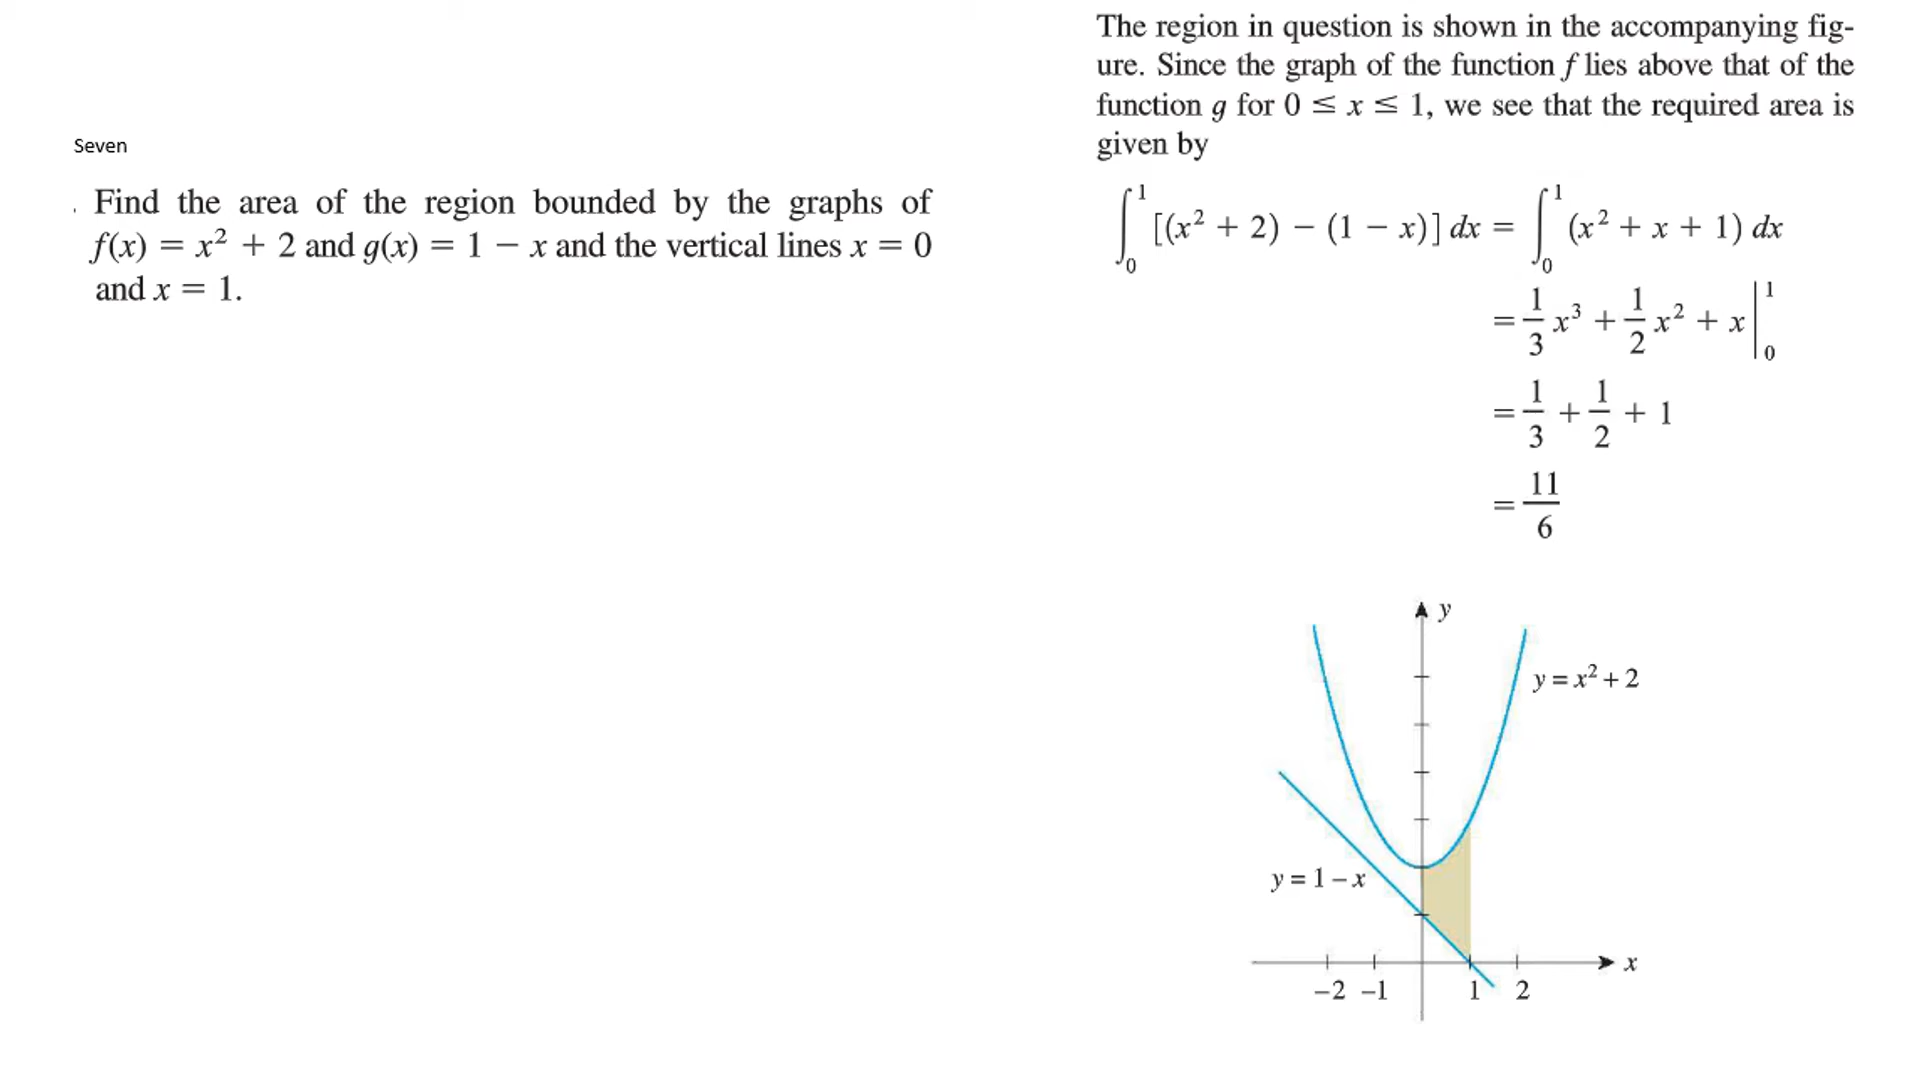 Seven
Find the area of the region bounded by the graphs of
f(x) = x² + 2 and g(x) = 1 − x and the vertical lines x = 0
and x = 1.
The region in question is shown in the accompanying fig-
ure. Since the graph of the function f lies above that of the
function g for 0 ≤ x ≤ 1, we see that the required area is
given by
∫₀¹ [(x² + 2) − (1 − x)] dx = ∫₀¹ (x² + x + 1) dx
= 1/3 x³ + 1/2 x² + x |₀¹
= 1/3 + 1/2 + 1
= 11/6
y
y = x² + 2
y = 1 – x
x
–2 –1 1 2